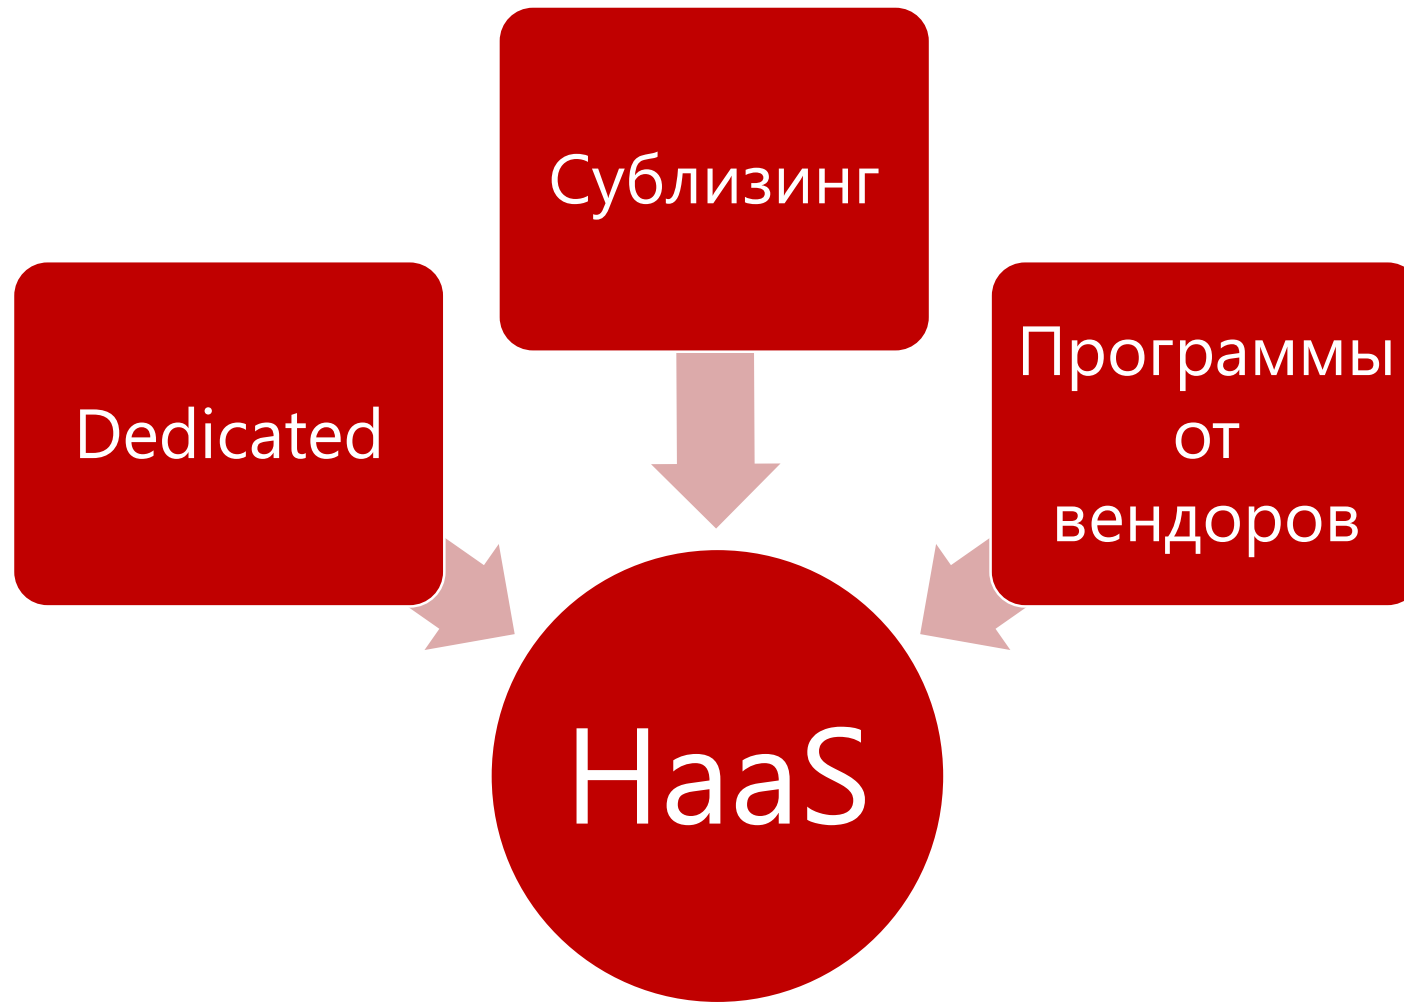 Сублизинг
Dedicated
Программы
от
вендоров
HaaS